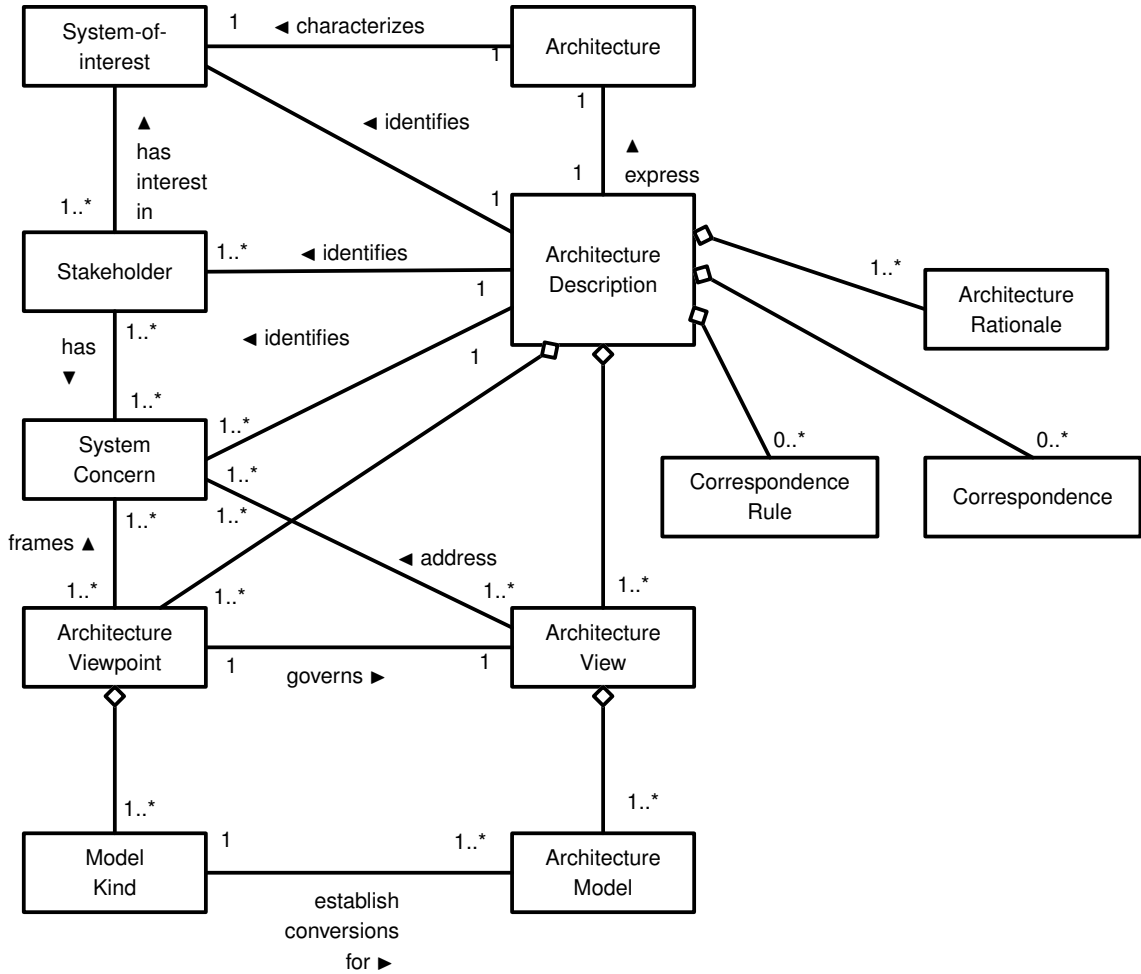 System-of-
interest
1
◄ characterizes
1
Architecture
1
◄ identifies
▲
has
interest
in
1..*
▲
express
1
1
Stakeholder
1..*
◄ identifies
1
Architecture
Description
1..*
Architecture
Rationale
1..*
has
▼
1..*
◄ identifies
1
1..*
System
Concern
1..*
0..*
Correspondence
Rule
0..*
Correspondence
1..*
1..*
frames ▲
◄ address
1..*
1..*
1..*
1..*
Architecture
Viewpoint
1
governs ►
1
Architecture
View
1..*
1..*
Model
Kind
1
1..*
establish
conversions
for ►
Architecture
Model